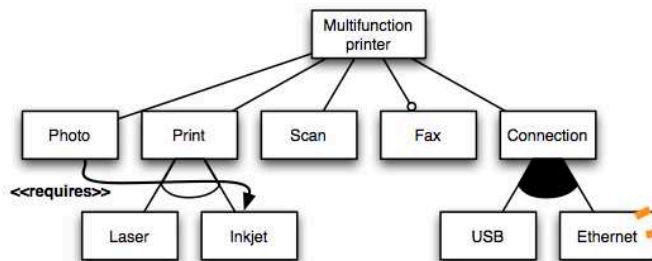 Multifunction
printer
Photo
Print
Scan
Fax
Connection
<<requires>>
Laser
Inkjet
USB
Ethernet